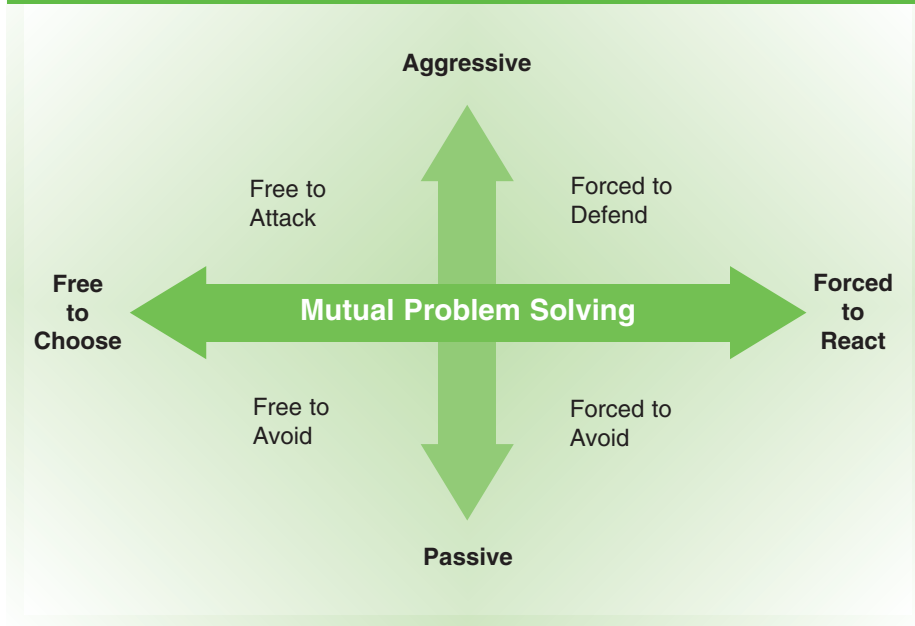 Aggressive
Free to
Attack
Forced to
Defend
Free
to
Choose
Mutual Problem Solving
Forced
to
React
Free to
Avoid
Forced to
Avoid
Passive